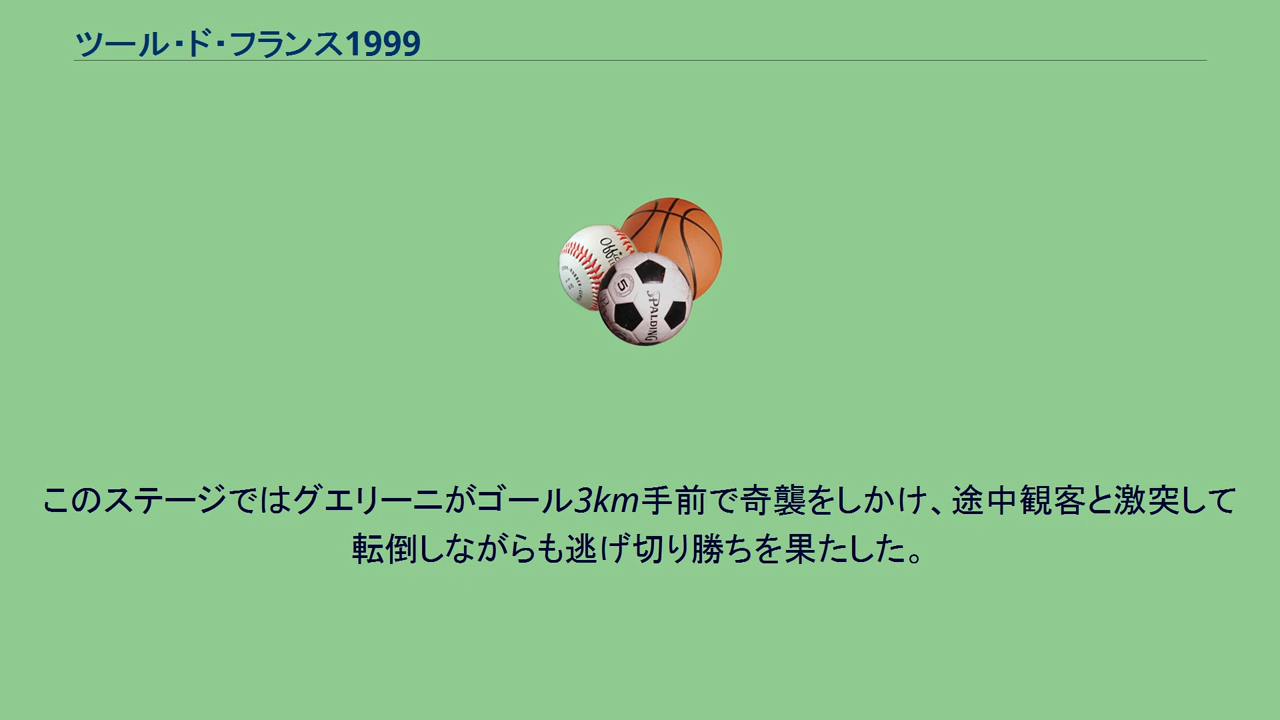 ツール・ド・フランス1999
Offic
5
SPALDING
このステージではグエリーニがゴール3km手前で奇襲をしかけ、途中観客と激突して
転倒しながらも逃げ切り勝ちを果たした。